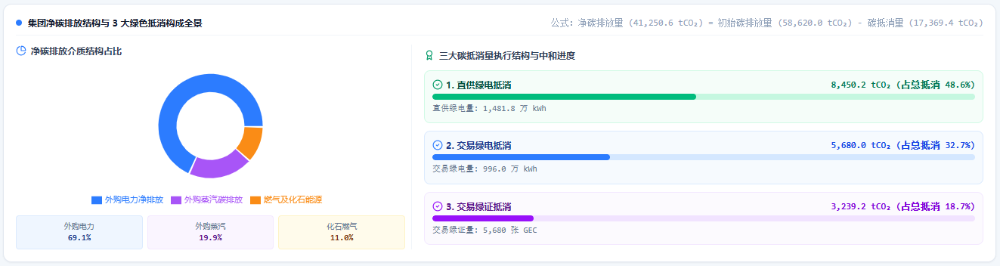 集团净碳排放结构与 3 大绿色抵消构成全景
公式: 净碳排放量 (41,250.6 tCO₂) = 初始碳排放量 (58,620.0 tCO₂) - 碳抵消量 (17,369.4 tCO₂)
净碳排放介质结构占比
外购电力净排放 外购蒸汽碳排放 燃气及化石能源
外购电力
69.1%
外购蒸汽
19.9%
化石燃气
11.0%
三大碳抵消量执行结构与中和进度
1. 直供绿电抵消
8,450.2 tCO₂ (占总抵消 48.6%)
直供绿电量: 1,481.8 万 kWh
2. 交易绿电抵消
5,680.0 tCO₂ (占总抵消 32.7%)
交易绿电量: 996.0 万 kWh
3. 交易绿证抵消
3,239.2 tCO₂ (占总抵消 18.7%)
交易绿证量: 5,680 张 GEC